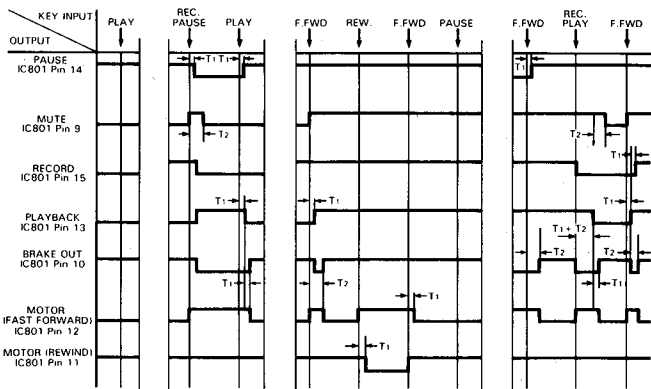 KEY INPUT
OUTPUT
PLAY
REC.
PAUSE
PLAY
F.FWD
REW.
F.FWD
PAUSE
F.FWD
REC.
PLAY
F.FWD
PAUSE
IC801 Pin 14
T1 T1
T1
MUTE
IC801 Pin 9
T2
T2
RECORD
IC801 Pin 15
T1
PLAYBACK
IC801 Pin 13
T1
T1
T1
T1 + T2
BRAKE OUT
IC801 Pin 10
T1
T2
T2
T2
T1
MOTOR
(FAST FORWARD)
IC801 Pin 12
T1
MOTOR (REWIND)
IC801 Pin 11
T1